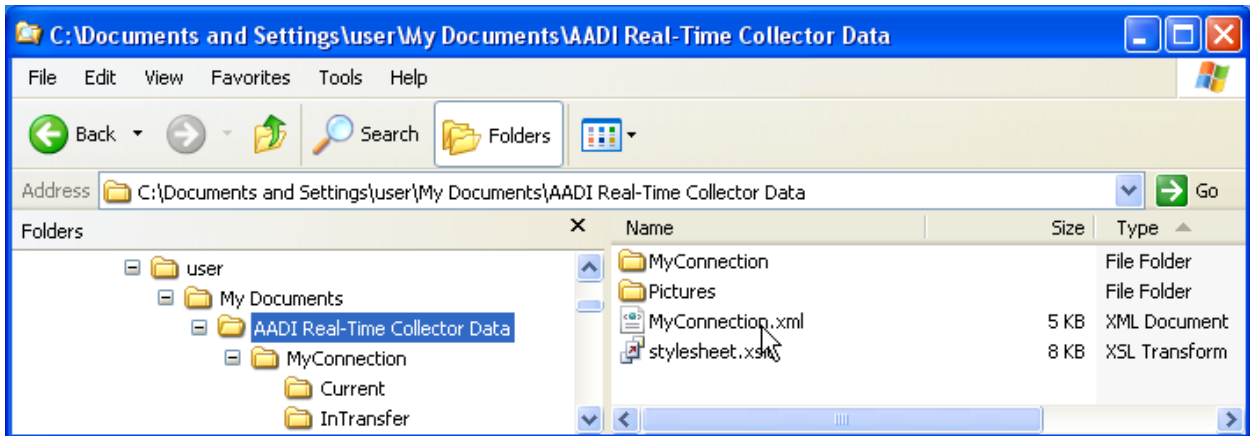 C:\Documents and Settings\user\My Documents\AADI Real-Time Collector Data
File Edit View Favorites Tools Help
Back Search Folders
Address C:\Documents and Settings\user\My Documents\AADI Real-Time Collector Data Go
Folders Name Size Type
user MyConnection File Folder
My Documents Pictures File Folder
AADI Real-Time Collector Data MyConnection.xml 5 KB XML Document
MyConnection 8 KB XSL Transform
Current
InTransfer